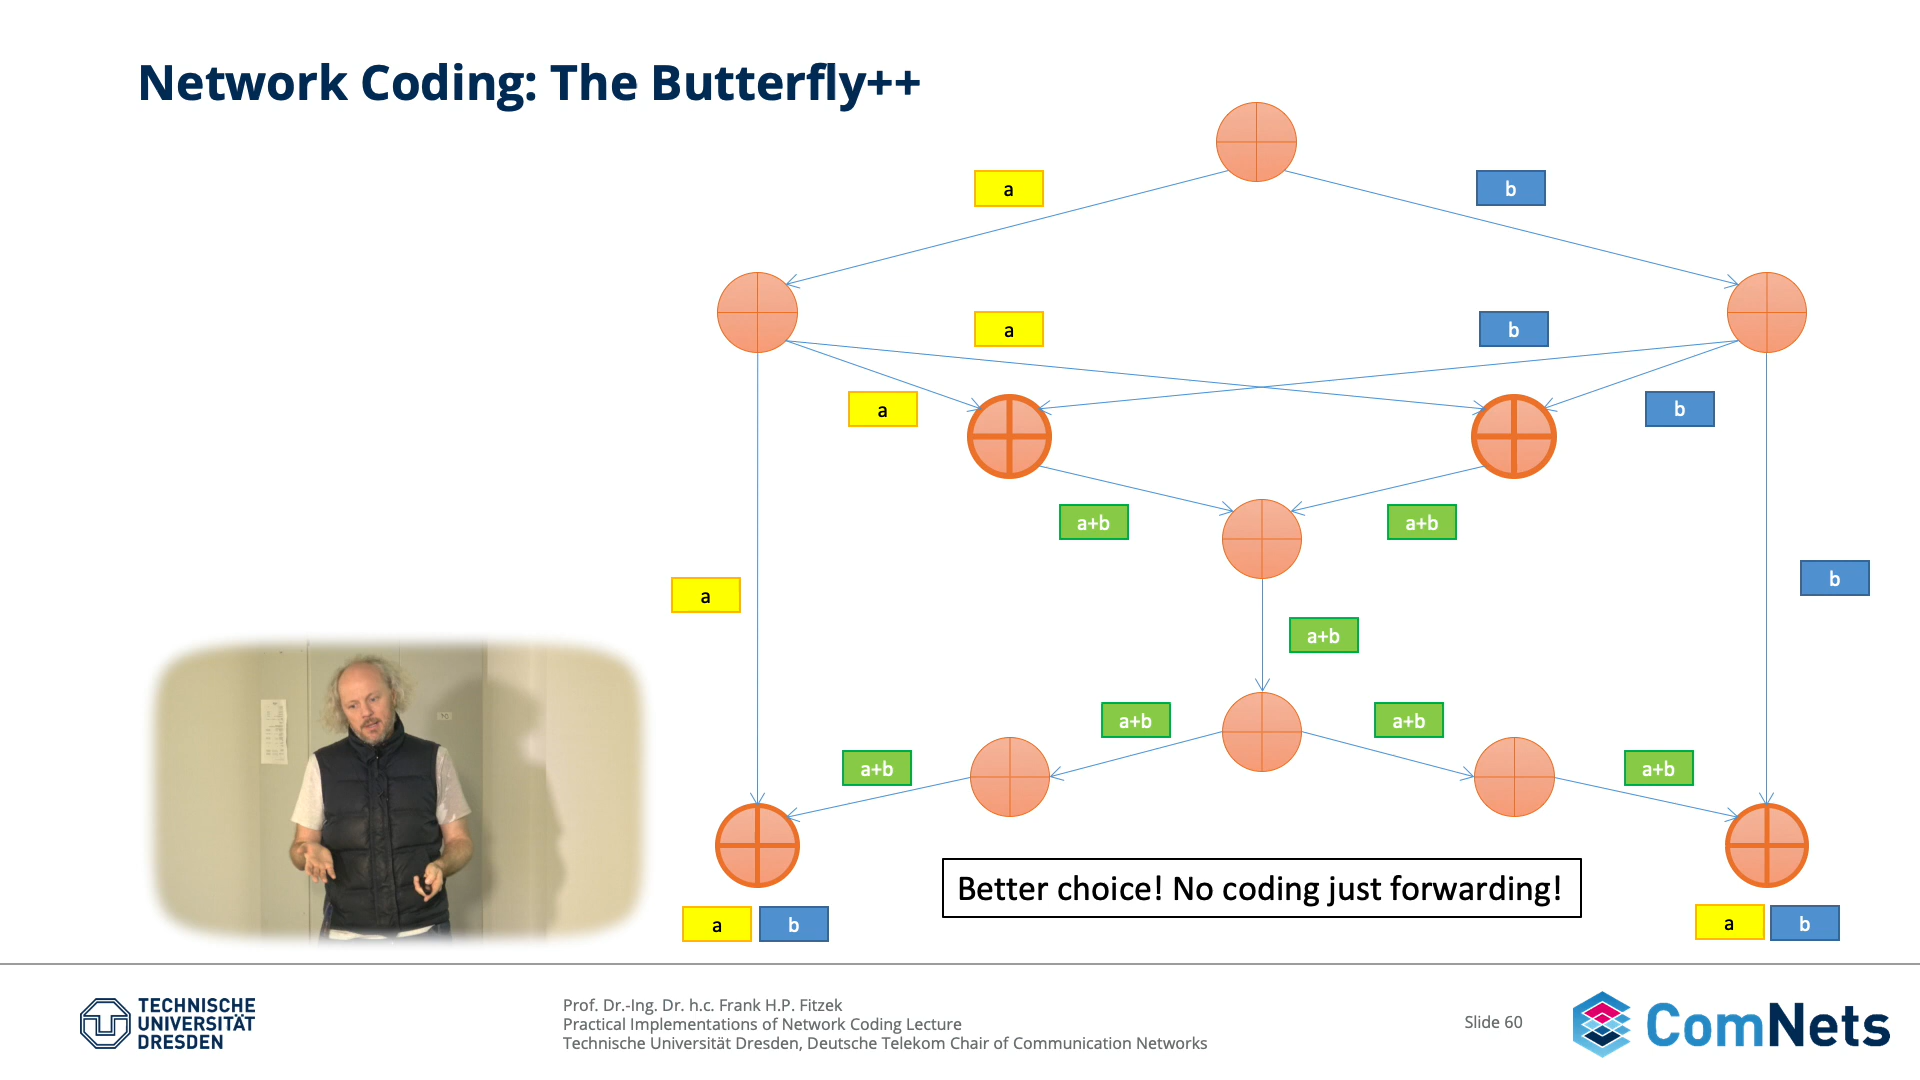 Network Coding: The Butterfly++
a
b
a
b
a
b
a+b
a+b
a
b
a+b
a+b
a+b
a+b
a+b
Better choice! No coding just forwarding!
a
b
a
b
TECHNISCHE
UNIVERSITÄT
DRESDEN
Prof. Dr.-Ing. Dr. h.c. Frank H.P. Fitzek
Practical Implementations of Network Coding Lecture
Technische Universität Dresden, Deutsche Telekom Chair of Communication Networks
Slide 60
ComNets